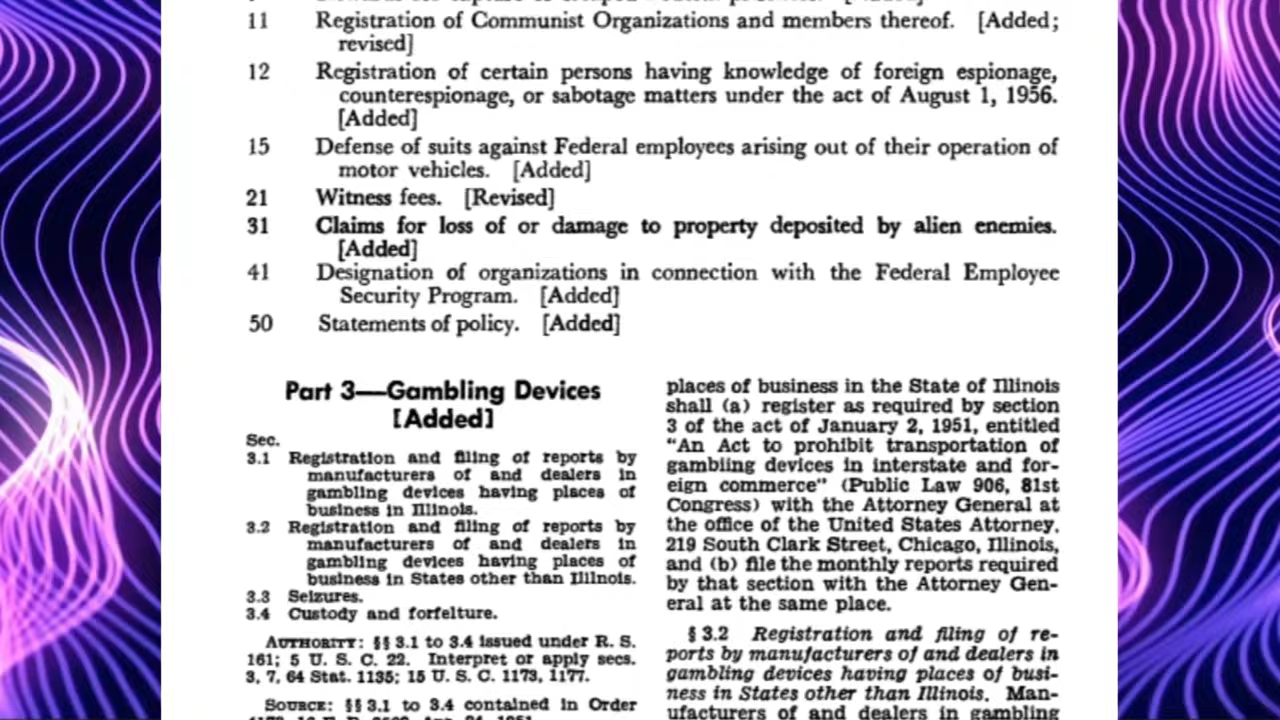 11 Registration of Communist Organizations and members thereof. [Added;
revised]
12 Registration of certain persons having knowledge of foreign espionage,
counterespionage, or sabotage matters under the act of August 1, 1956.
[Added]
15 Defense of suits against Federal employees arising out of their operation of
motor vehicles. [Added]
21 Witness fees. [Revised]
31 Claims for loss of or damage to property deposited by alien enemies.
[Added]
41 Designation of organizations in connection with the Federal Employee
Security Program. [Added]
50 Statements of policy. [Added]
Part 3—Gambling Devices
[Added]
Sec.
3.1 Registration and filing of reports by
manufacturers of and dealers in
gambling devices having places of
business in Illinois.
3.2 Registration and filing of reports by
manufacturers of and dealers in
gambling devices having places of
business in States other than Illinois.
3.3 Seizures.
3.4 Custody and forfeiture.
AUTHORITY: §§ 3.1 to 3.4 issued under R. S.
161; 5 U. S. C. 22. Interpret or apply secs.
3, 7, 64 Stat. 1135; 15 U. S. C. 1173, 1177.
SOURCE: §§ 3.1 to 3.4 contained in Order
places of business in the State of Illinois
shall (a) register as required by section
3 of the act of January 2, 1951, entitled
"An Act to prohibit transportation of
gambling devices in interstate and for-
eign commerce" (Public Law 906, 81st
Congress) with the Attorney General at
the office of the United States Attorney,
219 South Clark Street, Chicago, Illinois,
and (b) file the monthly reports required
by that section with the Attorney Gen-
eral at the same place.
§ 3.2 Registration and filing of re-
ports by manufacturers of and dealers in
gambling devices having places of busi-
ness in States other than Illinois. Man-
ufacturers of and dealers in gambling